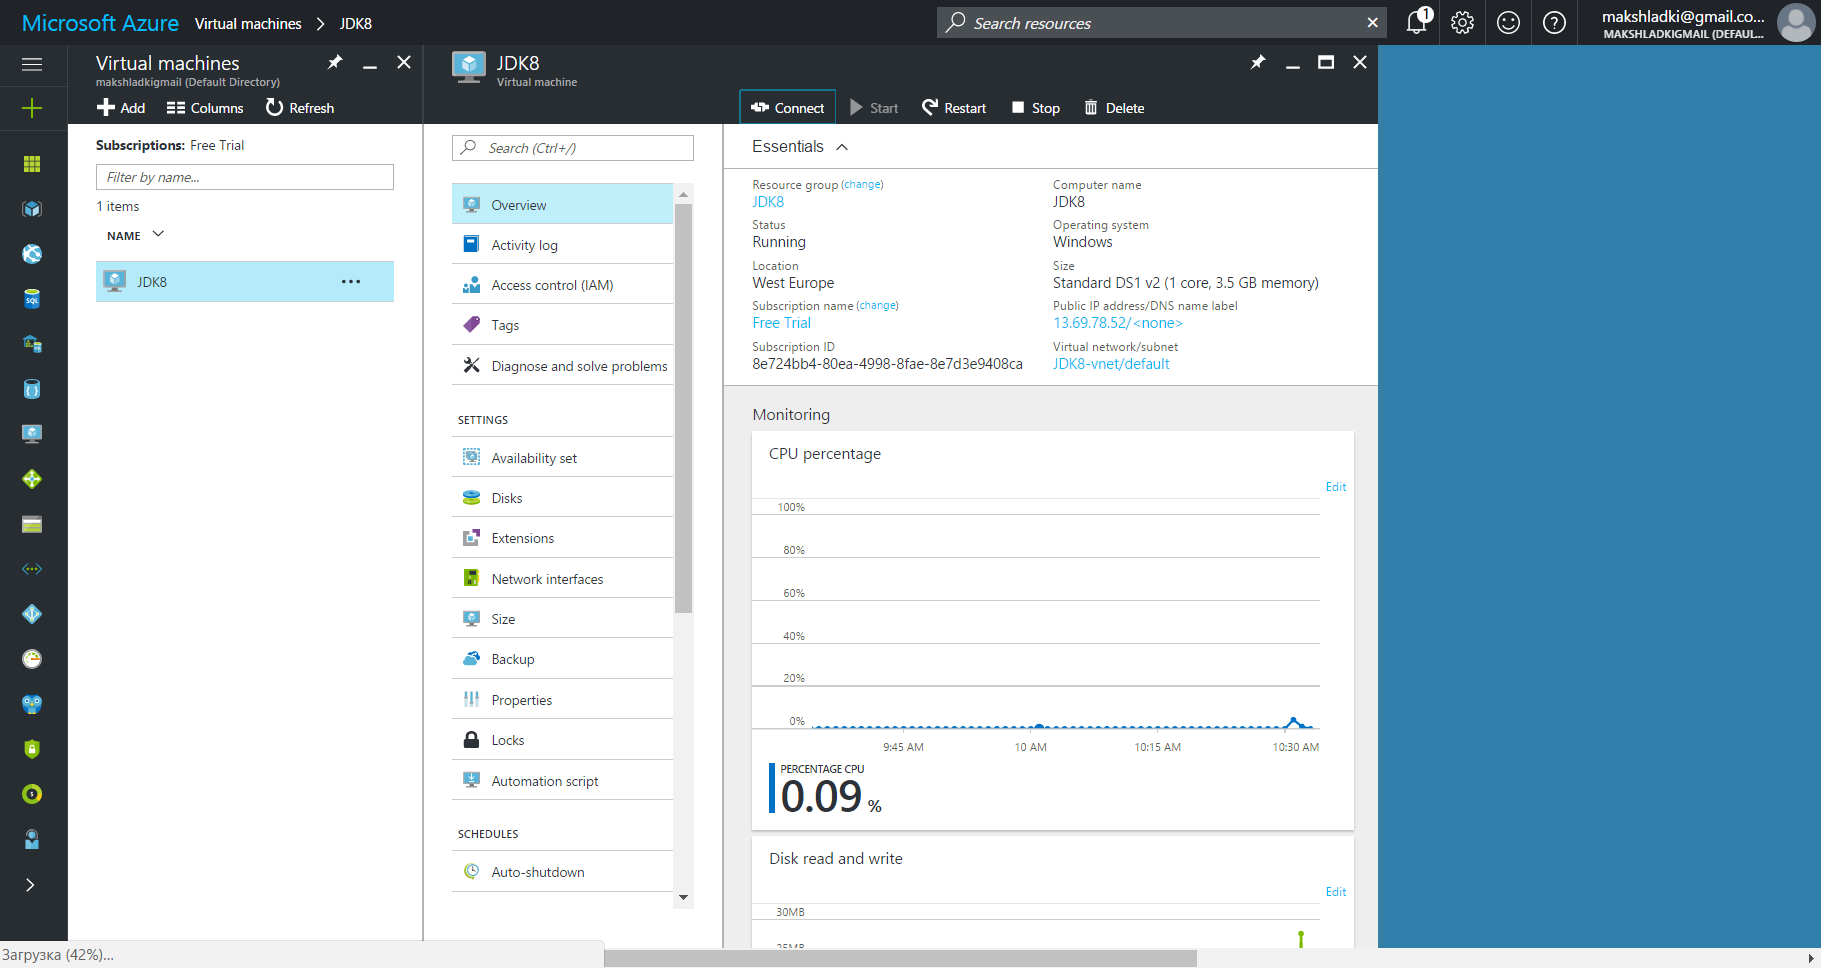 Microsoft Azure Virtual machines JDK8
Search resources
1
makshladki@gmail.co...
MAKSHLADKIGMAIL (DEFAUL...
Virtual machines
makshladkigmail (Default Directory)
Add Columns Refresh
Subscriptions: Free Trial
Filter by name...
1 items
NAME
JDK8
JDK8
Virtual machine
Connect Start Restart Stop Delete
Search (Ctrl+/)
Overview
Activity log
Access control (IAM)
Tags
Diagnose and solve problems
SETTINGS
Availability set
Disks
Extensions
Network interfaces
Size
Backup
Properties
Locks
Automation script
SCHEDULES
Auto-shutdown
Essentials
Resource group (change)
JDK8
Status
Running
Location
West Europe
Subscription name (change)
Free Trial
Subscription ID
8e724bb4-80ea-4998-8fae-8e7d3e9408ca
Computer name
JDK8
Operating system
Windows
Size
Standard DS1 v2 (1 core, 3.5 GB memory)
Public IP address/DNS name label
13.69.78.52/<none>
Virtual network/subnet
JDK8-vnet/default
Monitoring
CPU percentage
Edit
100%
80%
60%
40%
20%
0%
9:45 AM 10 AM 10:15 AM 10:30 AM
PERCENTAGE CPU
0.09 %
Disk read and write
Edit
30MB
25MB
Загрузка (42%)...